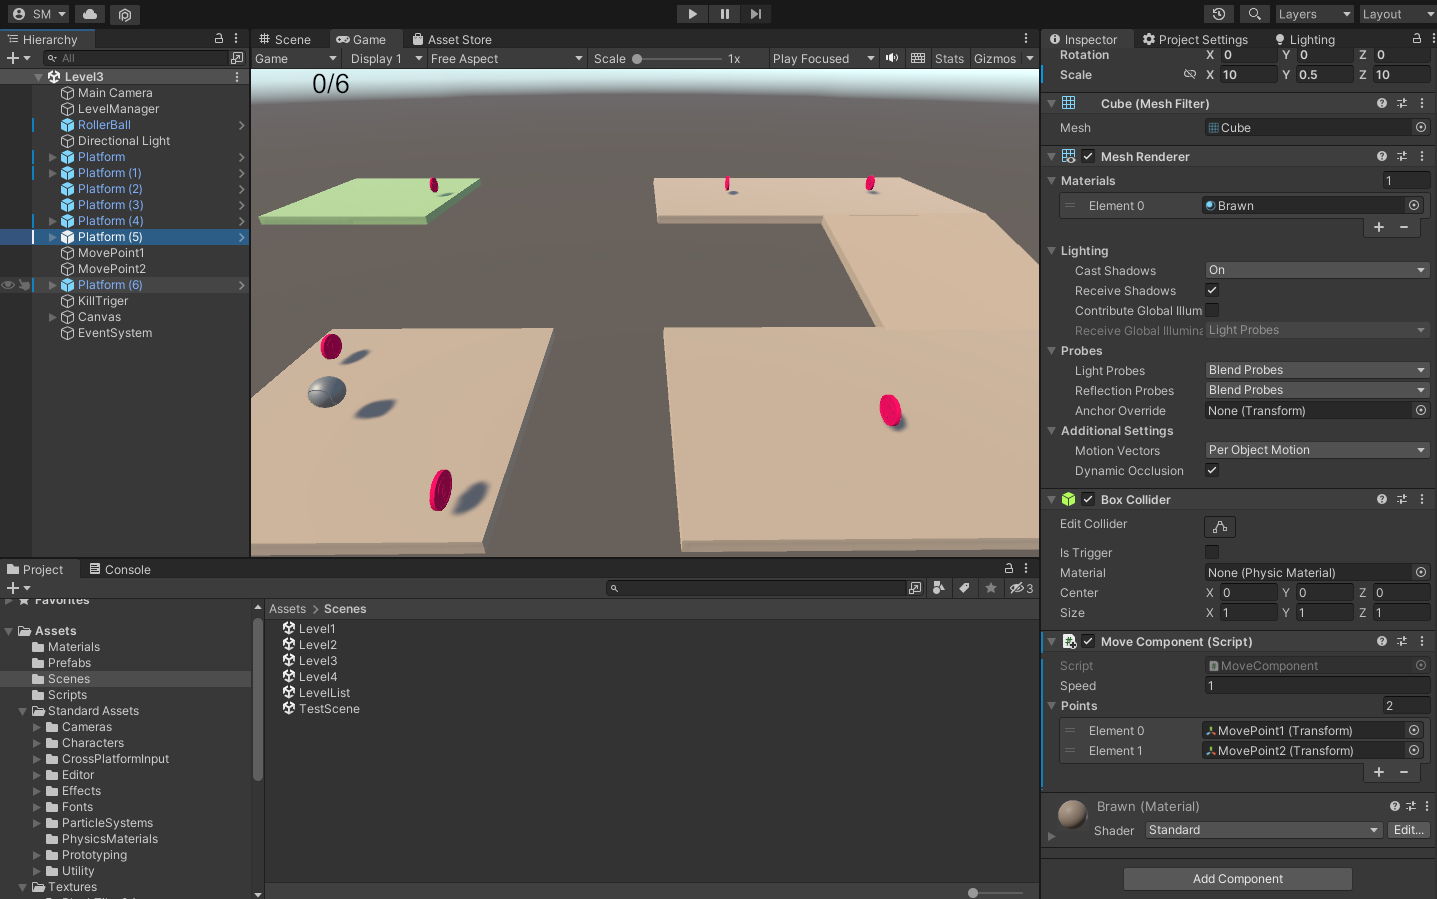 SM
Layers
Layout
Hierarchy
All
Level3
Main Camera
LevelManager
RollerBall
Directional Light
Platform
Platform (1)
Platform (2)
Platform (3)
Platform (4)
Platform (5)
MovePoint1
MovePoint2
Platform (6)
KillTriger
Canvas
EventSystem
Scene
Game
Asset Store
Game
Display 1
Free Aspect
Scale
1x
Play Focused
Stats
Gizmos
0/6
Inspector
Project Settings
Lighting
Rotation X 0 Y 0 Z 0
Scale X 10 Y 0.5 Z 10
Cube (Mesh Filter)
Mesh Cube
Mesh Renderer
Materials 1
Element 0 Brawn
Lighting
Cast Shadows On
Receive Shadows
Contribute Global Illum
Receive Global Illumina Light Probes
Probes
Light Probes Blend Probes
Reflection Probes Blend Probes
Anchor Override None (Transform)
Additional Settings
Motion Vectors Per Object Motion
Dynamic Occlusion
Box Collider
Edit Collider
Is Trigger
Material None (Physic Material)
Center X 0 Y 0 Z 0
Size X 1 Y 1 Z 1
Move Component (Script)
Script MoveComponent
Speed 1
Points 2
Element 0 MovePoint1 (Transform)
Element 1 MovePoint2 (Transform)
Brawn (Material)
Shader Standard Edit...
Add Component
Project
Console
3
Favorites
Assets
Materials
Prefabs
Scenes
Scripts
Standard Assets
Cameras
Characters
CrossPlatformInput
Editor
Effects
Fonts
ParticleSystems
PhysicsMaterials
Prototyping
Utility
Textures
Assets > Scenes
Level1
Level2
Level3
Level4
LevelList
TestScene